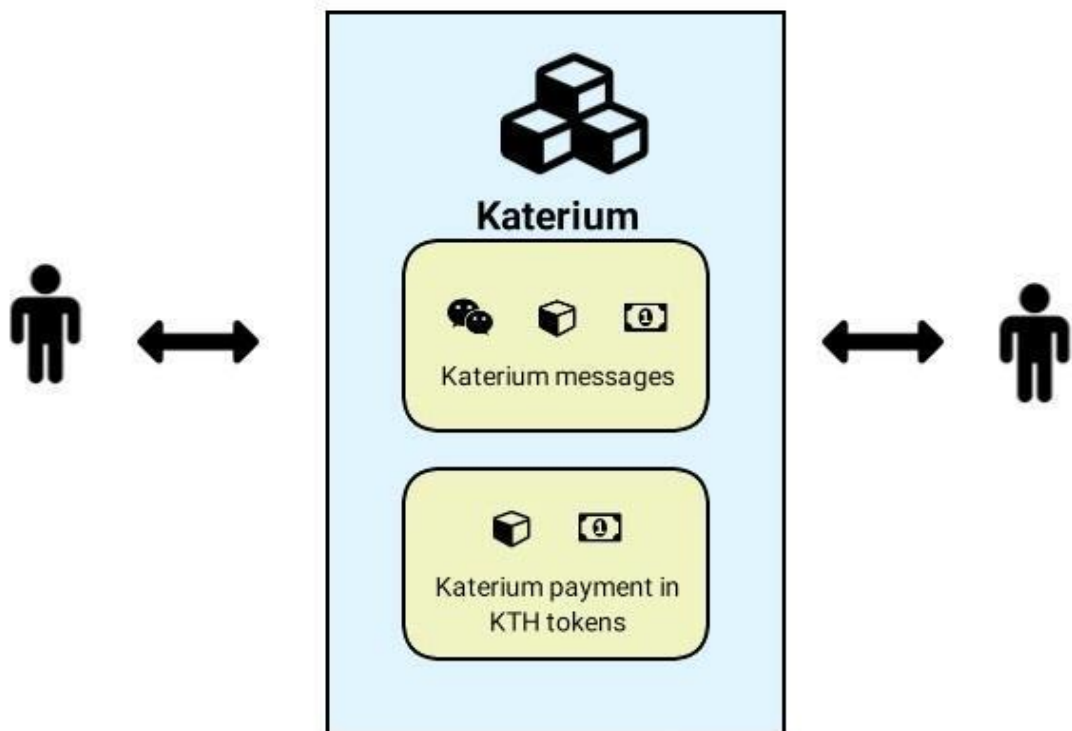 Katerium
Katerium messages
Katerium payment in
KTH tokens